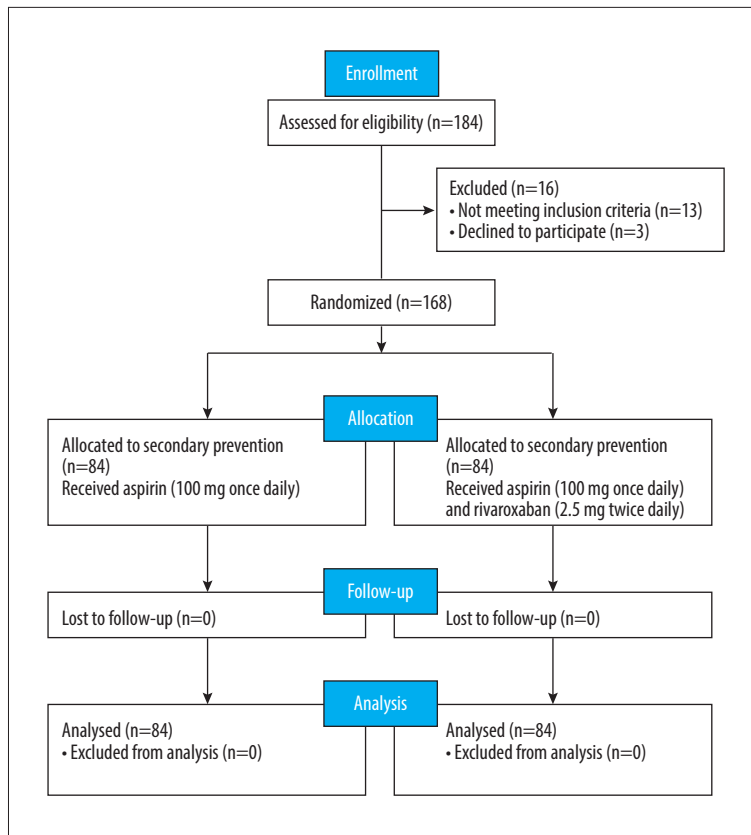 Enrollment
Assessed for eligibility (n=184)
Excluded (n=16)
• Not meeting inclusion criteria (n=13)
• Declined to participate (n=3)
Randomized (n=168)
Allocation
Allocated to secondary prevention
(n=84)
Received aspirin (100 mg once daily)
Allocated to secondary prevention
(n=84)
Received aspirin (100 mg once daily)
and rivaroxaban (2.5 mg twice daily)
Follow-up
Lost to follow-up (n=0)
Lost to follow-up (n=0)
Analysis
Analysed (n=84)
• Excluded from analysis (n=0)
Analysed (n=84)
• Excluded from analysis (n=0)